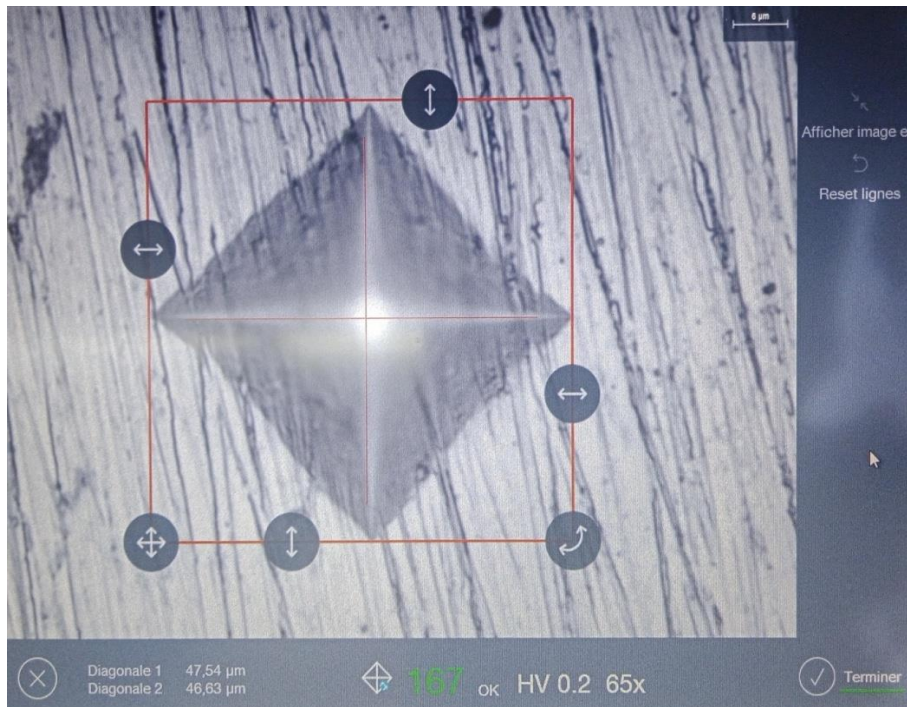 6 µm
Afficher image e
Reset lignes
Diagonale 1 47,54 µm
Diagonale 2 46,63 µm
167 OK HV 0.2 65x
Terminer